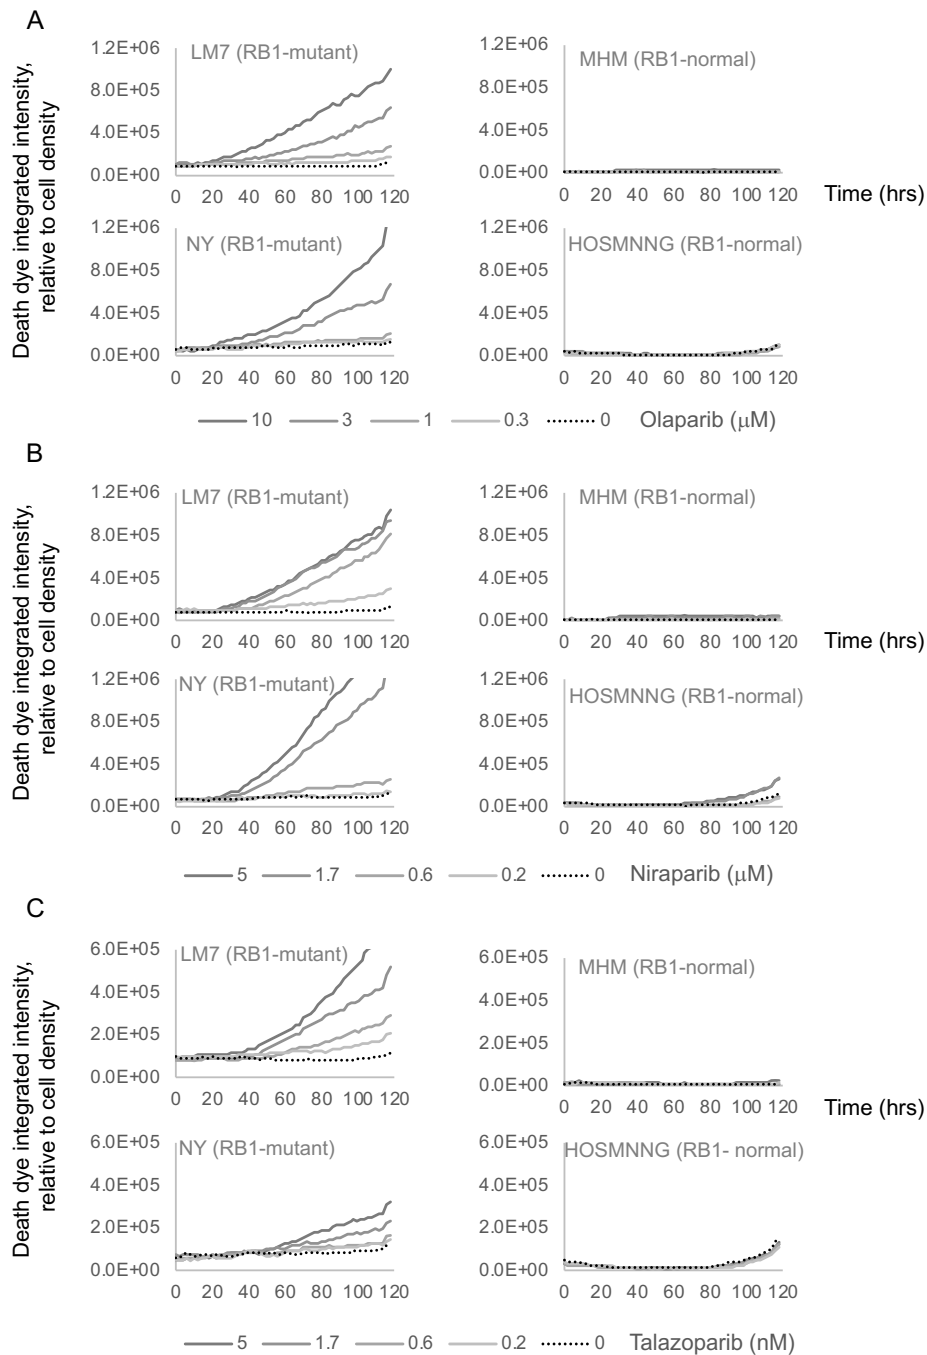 A
Death dye integrated intensity,
relative to cell density
1.2E+06
8.0E+05
4.0E+05
0.0E+00
LM7 (RB1-mutant)
0 20 40 60 80 100 120
1.2E+06
8.0E+05
4.0E+05
0.0E+00
MHM (RB1-normal)
0 20 40 60 80 100 120
Time (hrs)
1.2E+06
8.0E+05
4.0E+05
0.0E+00
NY (RB1-mutant)
0 20 40 60 80 100 120
1.2E+06
8.0E+05
4.0E+05
0.0E+00
HOSMNNG (RB1-normal)
0 20 40 60 80 100 120
10 3 1 0.3 0 Olaparib (μM)
B
Death dye integrated intensity,
relative to cell density
1.2E+06
8.0E+05
4.0E+05
0.0E+00
LM7 (RB1-mutant)
0 20 40 60 80 100 120
1.2E+06
8.0E+05
4.0E+05
0.0E+00
MHM (RB1-normal)
0 20 40 60 80 100 120
Time (hrs)
1.2E+06
8.0E+05
4.0E+05
0.0E+00
NY (RB1-mutant)
0 20 40 60 80 100 120
1.2E+06
8.0E+05
4.0E+05
0.0E+00
HOSMNNG (RB1-normal)
0 20 40 60 80 100 120
5 1.7 0.6 0.2 0 Niraparib (μM)
C
Death dye integrated intensity,
relative to cell density
6.0E+05
4.0E+05
2.0E+05
0.0E+00
LM7 (RB1-mutant)
0 20 40 60 80 100 120
6.0E+05
4.0E+05
2.0E+05
0.0E+00
MHM (RB1-normal)
0 20 40 60 80 100 120
Time (hrs)
6.0E+05
4.0E+05
2.0E+05
0.0E+00
NY (RB1-mutant)
0 20 40 60 80 100 120
6.0E+05
4.0E+05
2.0E+05
0.0E+00
HOSMNNG (RB1- normal)
0 20 40 60 80 100 120
5 1.7 0.6 0.2 0 Talazoparib (nM)